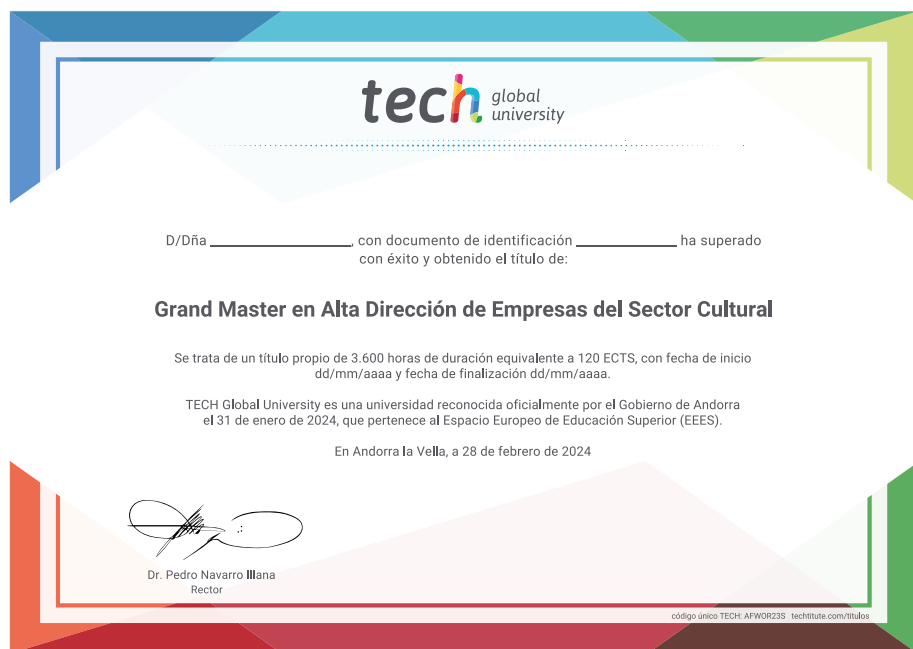 tech global university
D/Dña ________________, con documento de identificación ____________ ha superado
con éxito y obtenido el título de:
Grand Master en Alta Dirección de Empresas del Sector Cultural
Se trata de un título propio de 3.600 horas de duración equivalente a 120 ECTS, con fecha de inicio
dd/mm/aaaa y fecha de finalización dd/mm/aaaa.
TECH Global University es una universidad reconocida oficialmente por el Gobierno de Andorra
el 31 de enero de 2024, que pertenece al Espacio Europeo de Educación Superior (EEES).
En Andorra la Vella, a 28 de febrero de 2024
Dr. Pedro Navarro Illana
Rector
código único TECH: AFWOR23S techtitute.com/titulos